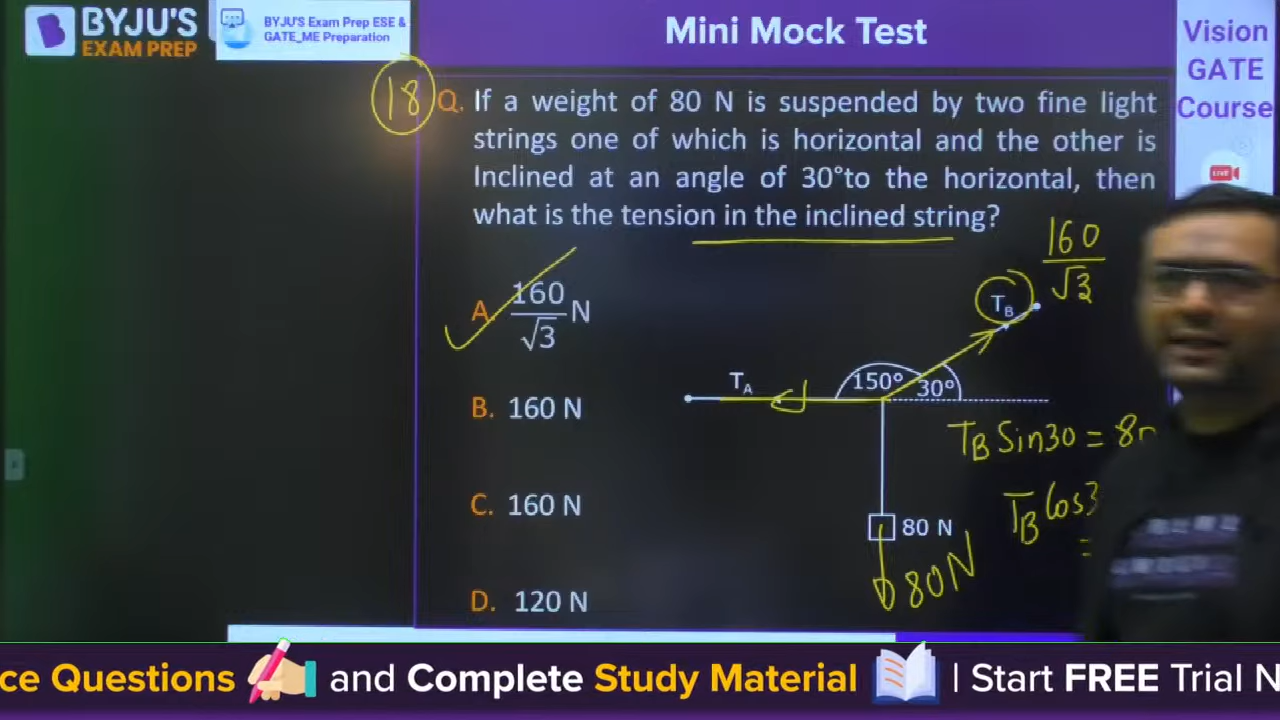 BYJU'S
EXAM PREP
BYJU'S Exam Prep ESE &
GATE_ME Preparation
Mini Mock Test
Vision
GATE
Course
LIVE
18
Q. If a weight of 80 N is suspended by two fine light
strings one of which is horizontal and the other is
Inclined at an angle of 30°to the horizontal, then
what is the tension in the inclined string?
A. 160/√3 N
B. 160 N
C. 160 N
D. 120 N
160/√3
T_B
T_A
150°
30°
T_B Sin30 = 8
T_B Cos3
=
80 N
80N
ce Questions and Complete Study Material | Start FREE Trial N